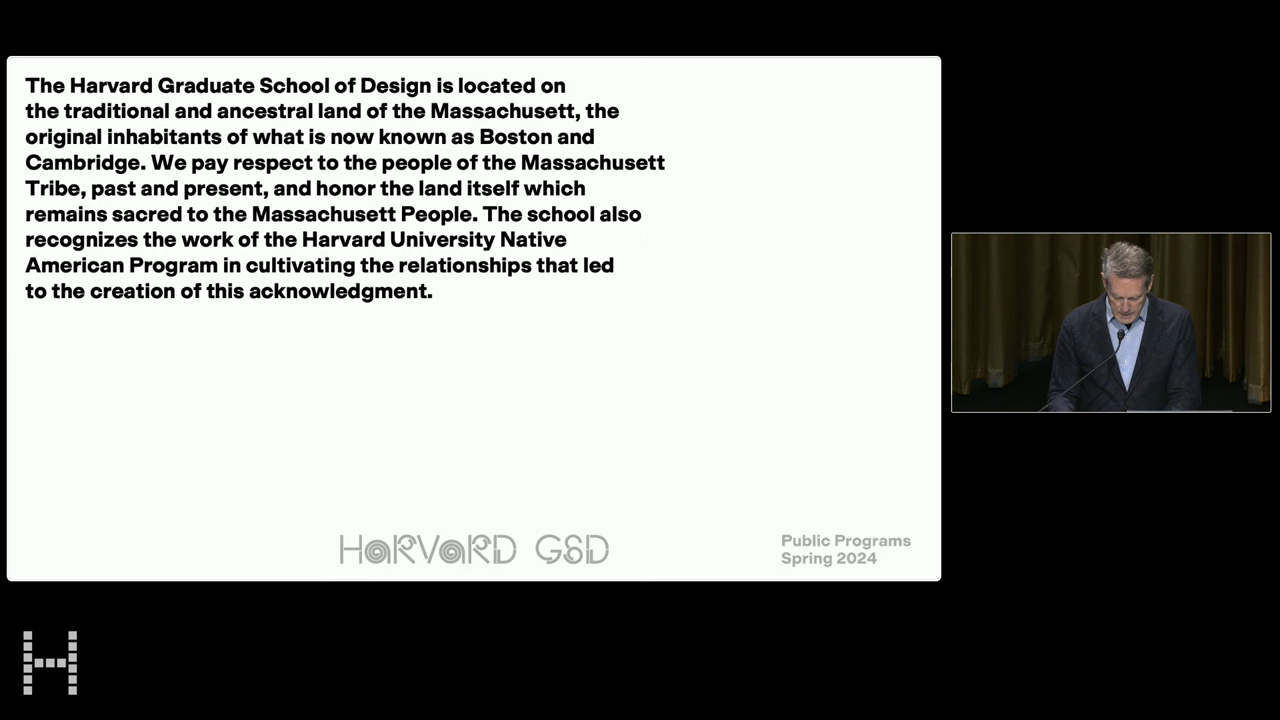 The Harvard Graduate School of Design is located on
the traditional and ancestral land of the Massachusett, the
original inhabitants of what is now known as Boston and
Cambridge. We pay respect to the people of the Massachusett
Tribe, past and present, and honor the land itself which
remains sacred to the Massachusett People. The school also
recognizes the work of the Harvard University Native
American Program in cultivating the relationships that led
to the creation of this acknowledgment.
HARVARD GSD
Public Programs
Spring 2024
H